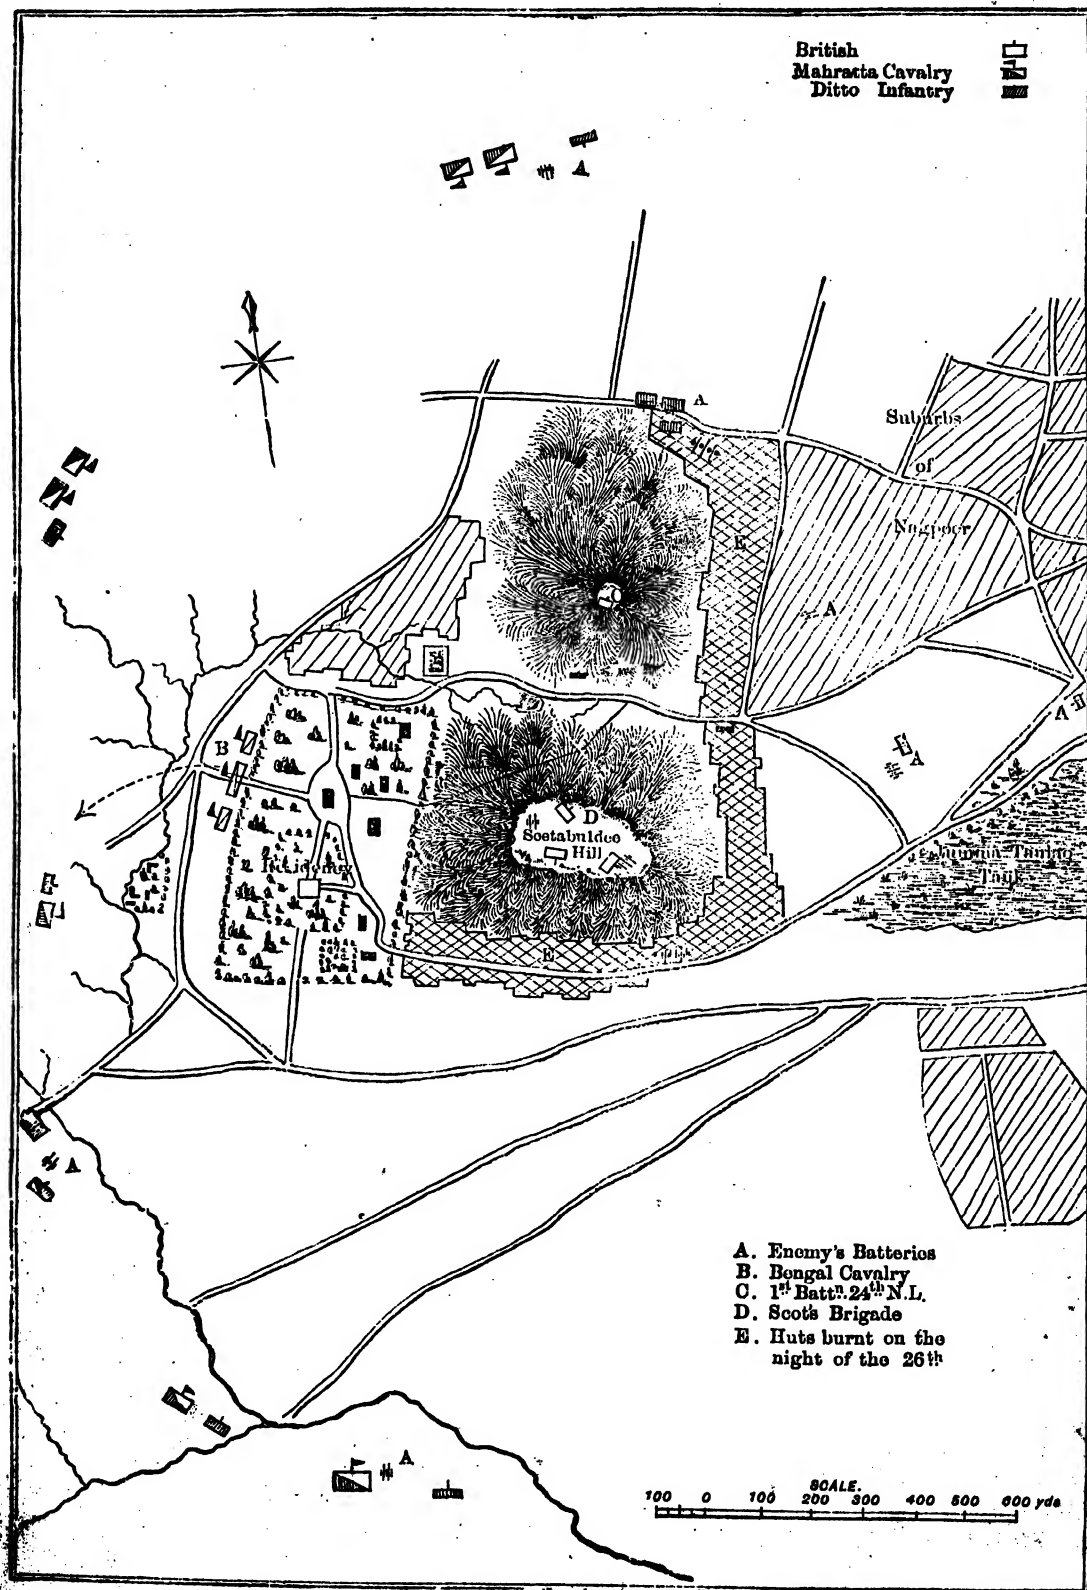 British
Mahratta Cavalry
Ditto Infantry
A
A
Suburbs
of
Nagpoor
E
A
A
B
A
D
Seetabuldee
Hill
Residency
Tank
E
A
A. Enemy's Batteries
B. Bengal Cavalry
C. 1st Battn. 24th N.L.
D. Scots Brigade
E. Huts burnt on the
night of the 26th
A
SCALE.
100 0 100 200 300 400 500 600 yds